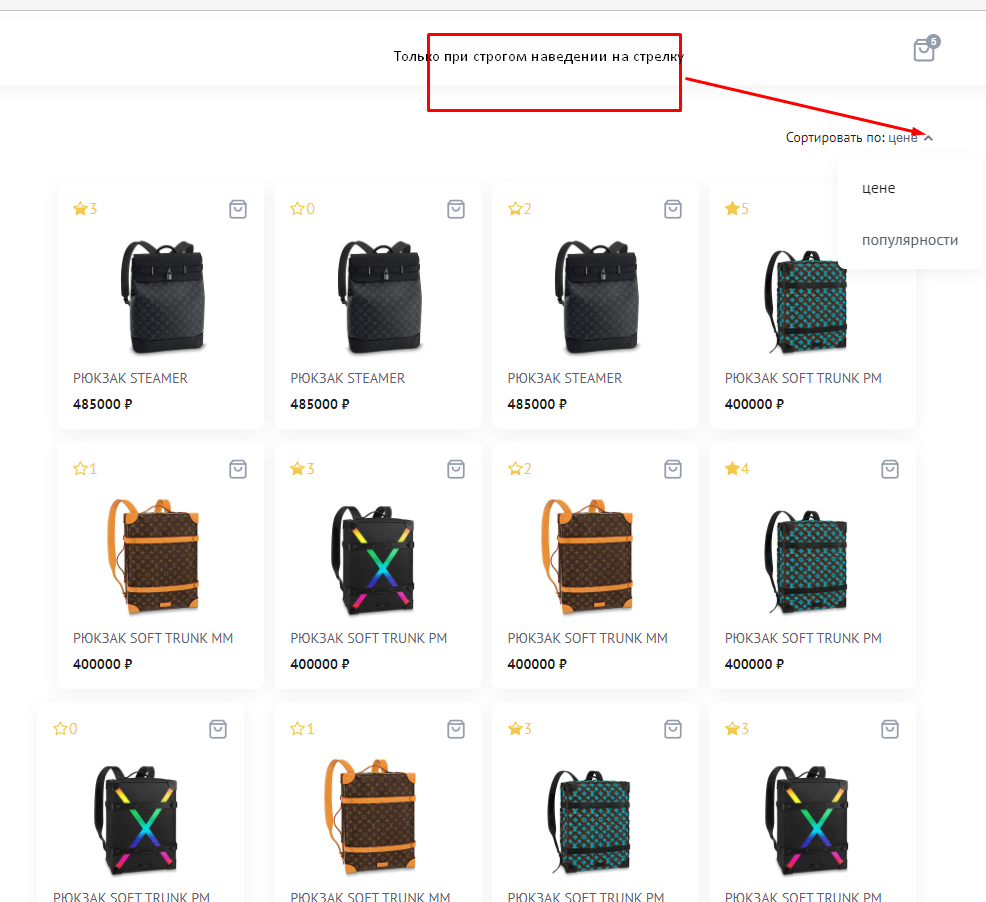 Только при строгом наведении на стрелку
5
Сортировать по: цене
цене
популярности
3
0
2
5
РЮКЗАК STEAMER
РЮКЗАК STEAMER
РЮКЗАК STEAMER
РЮКЗАК SOFT TRUNK PM
485000 ₽
485000 ₽
485000 ₽
400000 ₽
1
3
2
4
РЮКЗАК SOFT TRUNK MM
РЮКЗАК SOFT TRUNK PM
РЮКЗАК SOFT TRUNK MM
РЮКЗАК SOFT TRUNK PM
400000 ₽
400000 ₽
400000 ₽
400000 ₽
0
1
3
3
РЮКЗАК SOFT TRUNK PM
РЮКЗАК SOFT TRUNK MM
РЮКЗАК SOFT TRUNK PM
РЮКЗАК SOFT TRUNK PM